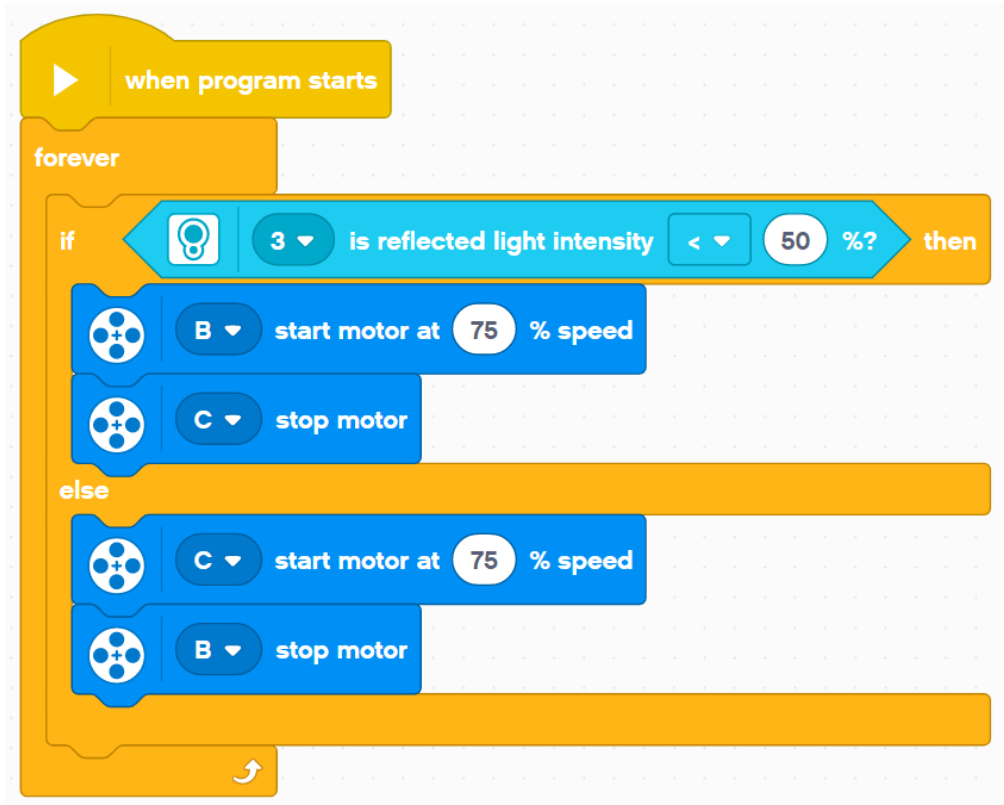 when program starts
forever
if 3 is reflected light intensity < 50 %? then
B start motor at 75 % speed
C stop motor
else
C start motor at 75 % speed
B stop motor